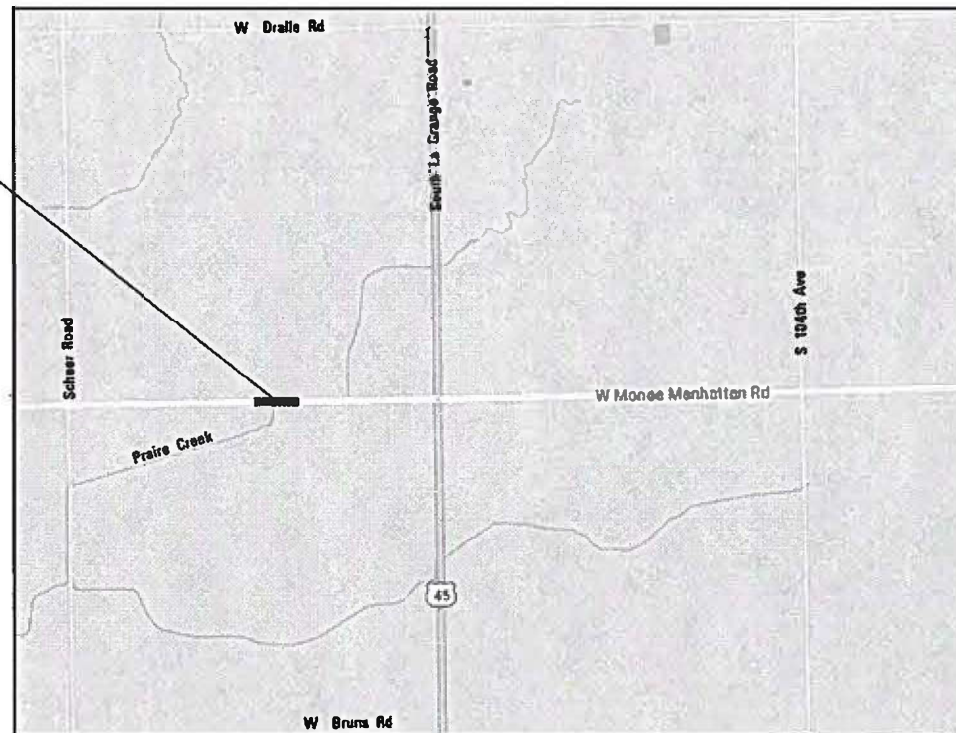 W Dralle Rd
South La Grange Road
Scheer Road
S 104th Ave
W Monee Manhattan Rd
Praire Creek
45
W Bruns Rd